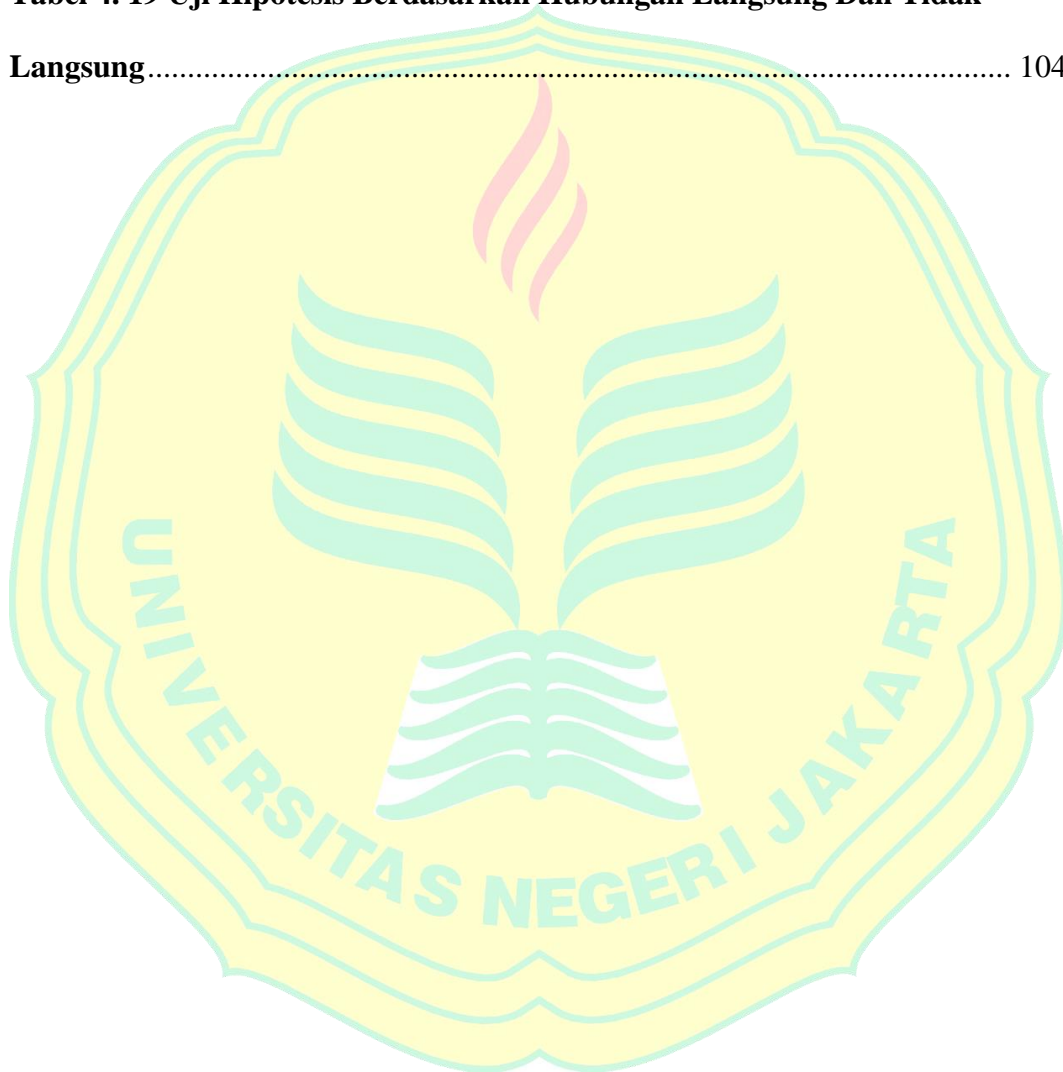 Tabel 4. 19 Uji Hipotesis Berdasarkan Hubungan Langsung Dan Tidak
Langsung........................................................................................................... 104
UNIVERSITAS NEGERI JAKARTA